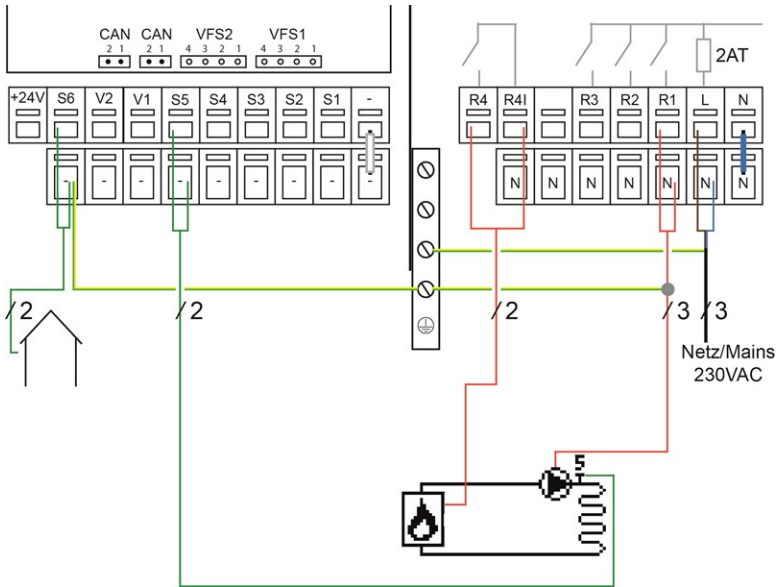 CAN CAN VFS2 VFS1
2 1 2 1 4 3 2 1 4 3 2 1
2AT
+24V S6 V2 V1 S5 S4 S3 S2 S1 -
R4 R4I R3 R2 R1 L N
- - - - - - - - -
N N N N N N N
/2 /2 /2 /3 /3
Netz/Mains
230VAC
5